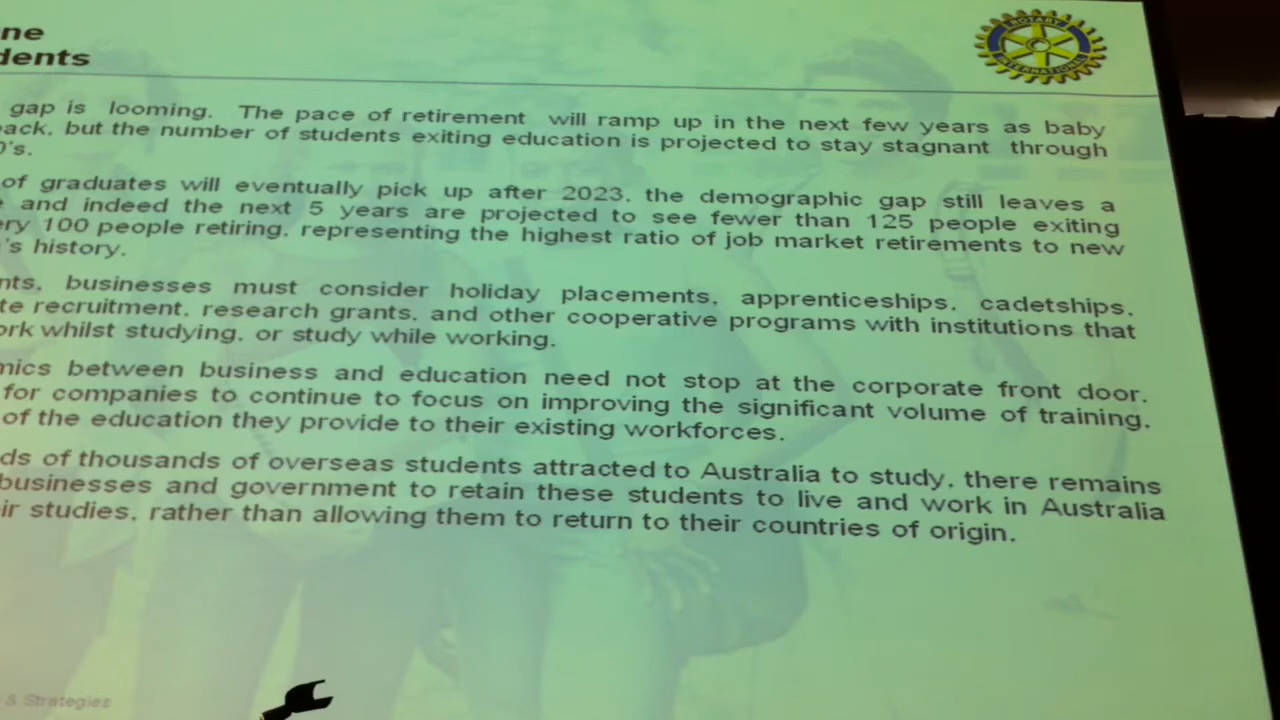 ne
dents
ROTARY
INTERNATIONAL
gap is looming. The pace of retirement will ramp up in the next few years as baby
ack, but the number of students exiting education is projected to stay stagnant through
0's.
of graduates will eventually pick up after 2023, the demographic gap still leaves a
and indeed the next 5 years are projected to see fewer than 125 people exiting
ery 100 people retiring, representing the highest ratio of job market retirements to new
's history.
nts, businesses must consider holiday placements, apprenticeships, cadetships,
te recruitment, research grants, and other cooperative programs with institutions that
ork whilst studying, or study while working.
mics between business and education need not stop at the corporate front door.
for companies to continue to focus on improving the significant volume of training,
of the education they provide to their existing workforces.
ds of thousands of overseas students attracted to Australia to study, there remains
businesses and government to retain these students to live and work in Australia
ir studies, rather than allowing them to return to their countries of origin.
& Strategies